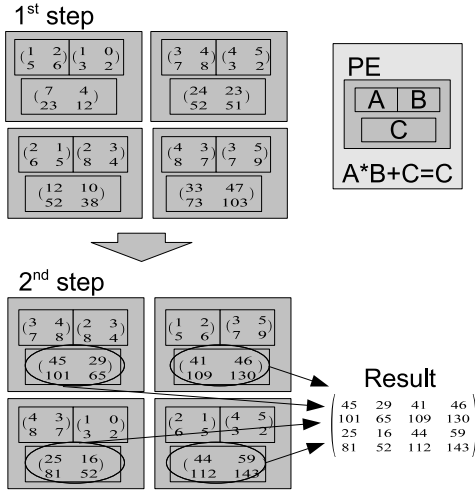 1st step
1 2 1 0
5 6 3 2
7 4
23 12
3 4 4 5
7 8 3 2
24 23
52 51
2 1 2 3
6 5 8 4
12 10
52 38
4 3 3 5
8 7 7 9
33 47
73 103
PE
A B
C
A*B+C=C
2nd step
3 4 2 3
7 8 8 4
45 29
101 65
1 2 3 5
5 6 7 9
41 46
109 130
4 3 1 0
8 7 3 2
25 16
81 52
2 1 4 5
6 5 3 2
44 59
112 143
Result
45 29 41 46
101 65 109 130
25 16 44 59
81 52 112 143